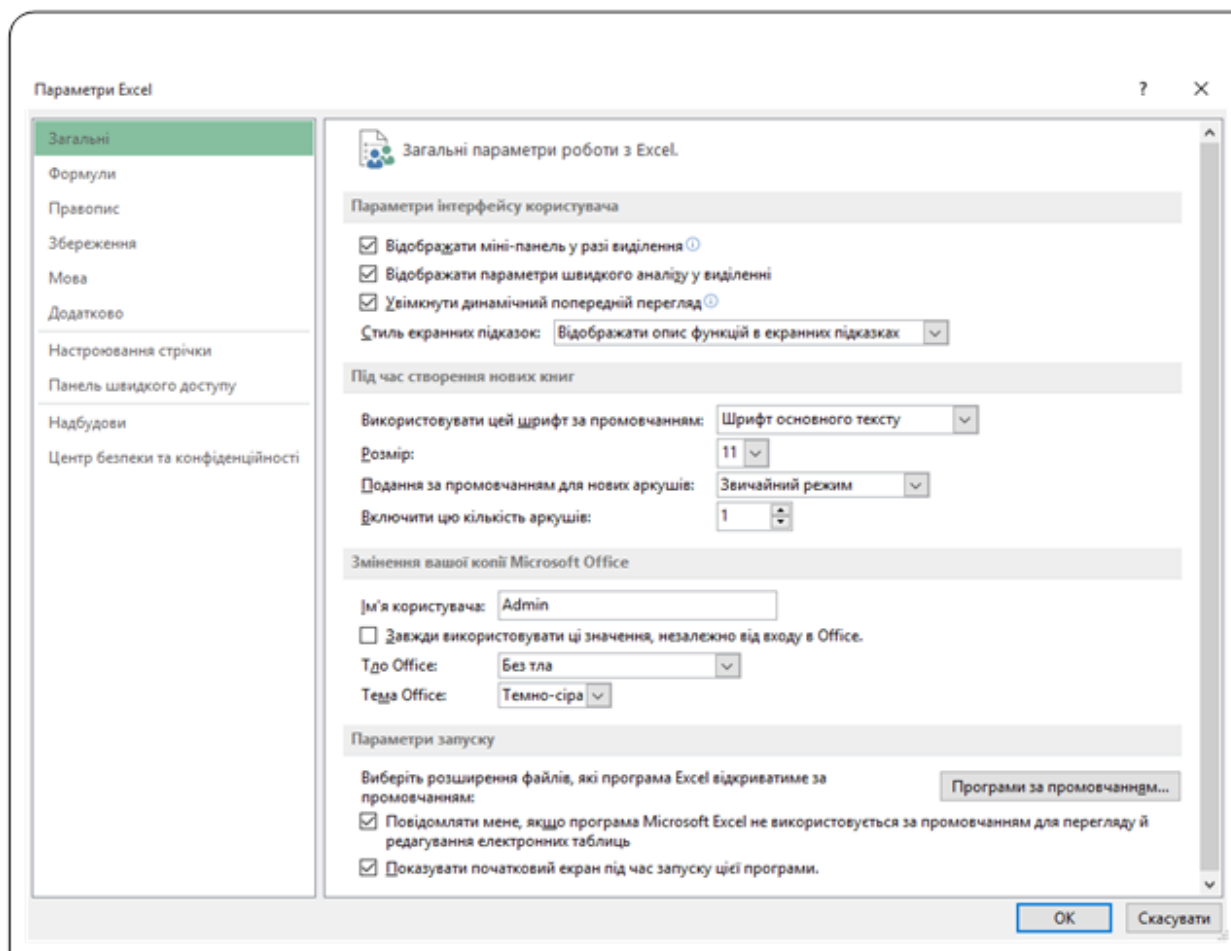 Параметри Excel
?
Загальні
Формули
Правопис
Збереження
Мова
Додатково
Настроювання стрічки
Панель швидкого доступу
Надбудови
Центр безпеки та конфіденційності
Загальні параметри роботи з Excel.
Параметри інтерфейсу користувача
Відображати міні-панель у разі виділення
Відображати параметри швидкого аналізу у виділенні
Увімкнути динамічний попередній перегляд
Стиль екранних підказок: Відображати опис функцій в екранних підказках
Під час створення нових книг
Використовувати цей шрифт за промовчанням: Шрифт основного тексту
Розмір: 11
Подання за промовчанням для нових аркушів: Звичайний режим
Включити цю кількість аркушів: 1
Змінення вашої копії Microsoft Office
Ім'я користувача: Admin
Завжди використовувати ці значення, незалежно від входу в Office.
Тло Office: Без тла
Тема Office: Темно-сіра
Параметри запуску
Виберіть розширення файлів, які програма Excel відкриватиме за
промовчанням:
Програми за промовчанням...
Повідомляти мене, якщо програма Microsoft Excel не використовується за промовчанням для перегляду й
редагування електронних таблиць
Показувати початковий екран під час запуску цієї програми.
ОК
Скасувати